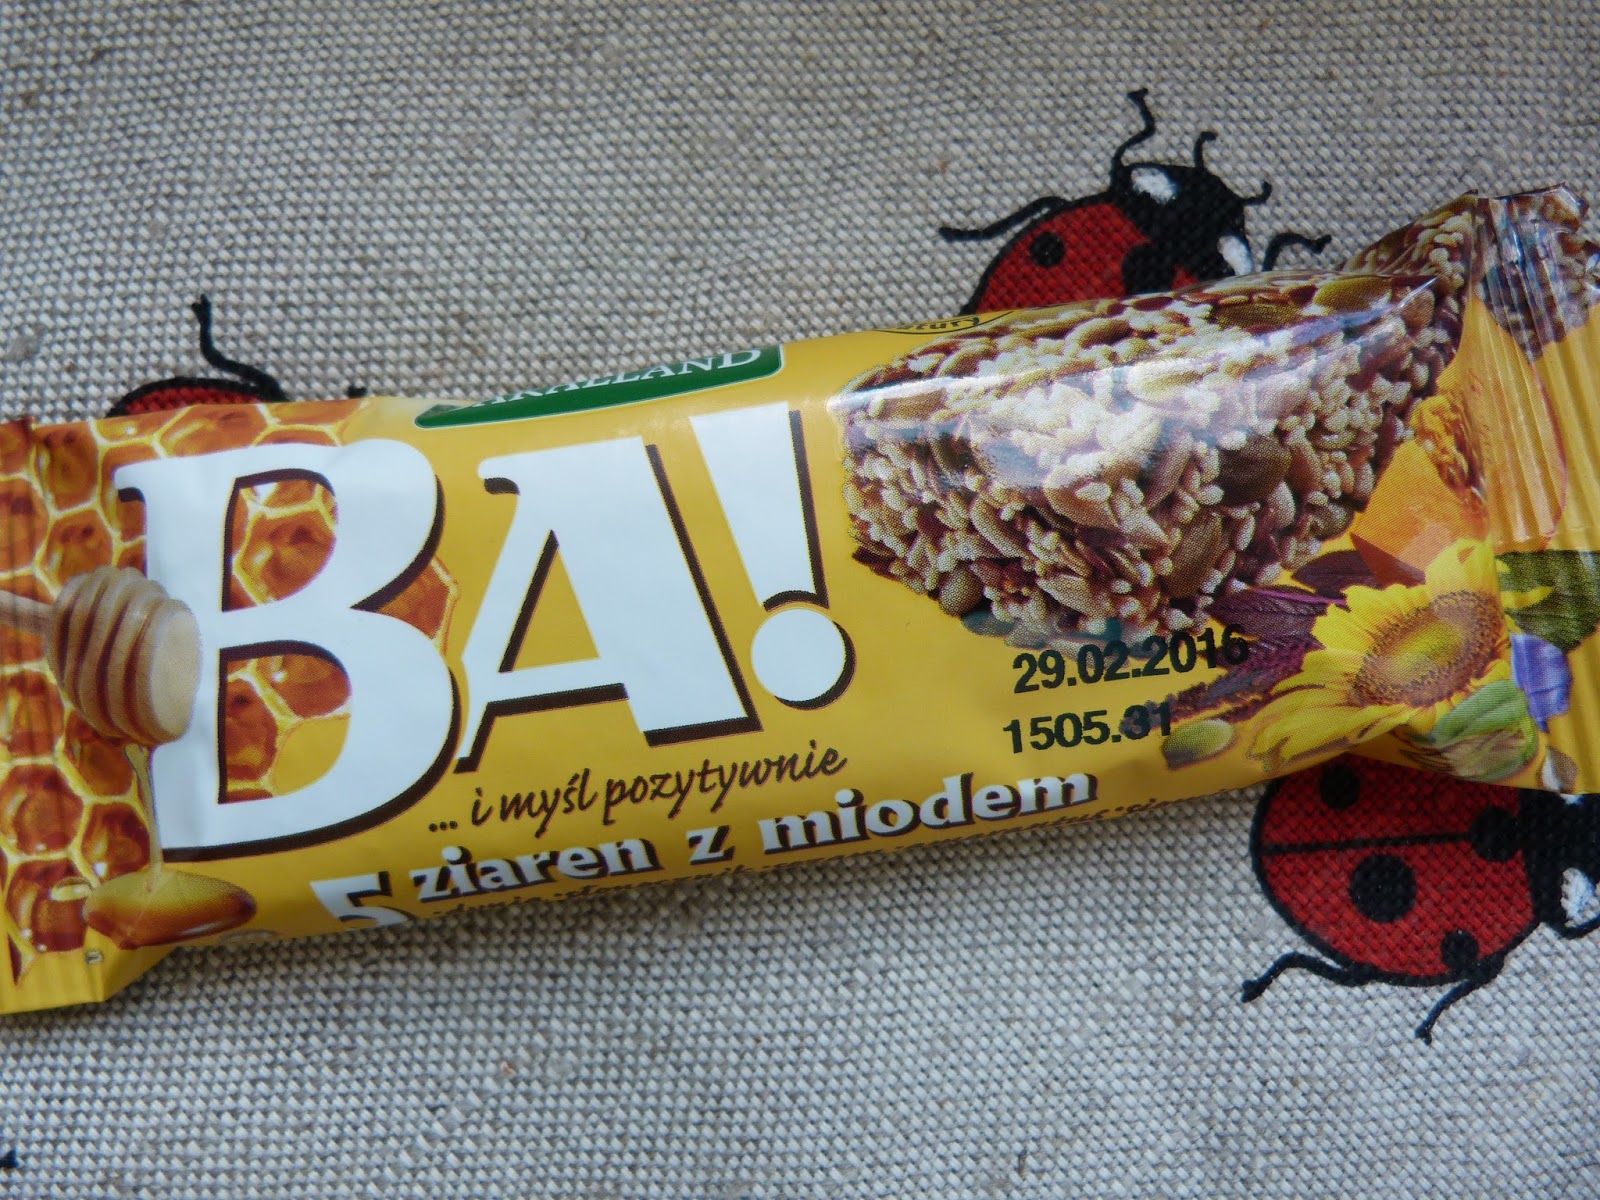 BA!
... i myśl pozytywnie
5 ziaren z miodem
29.02.2016
1505.31